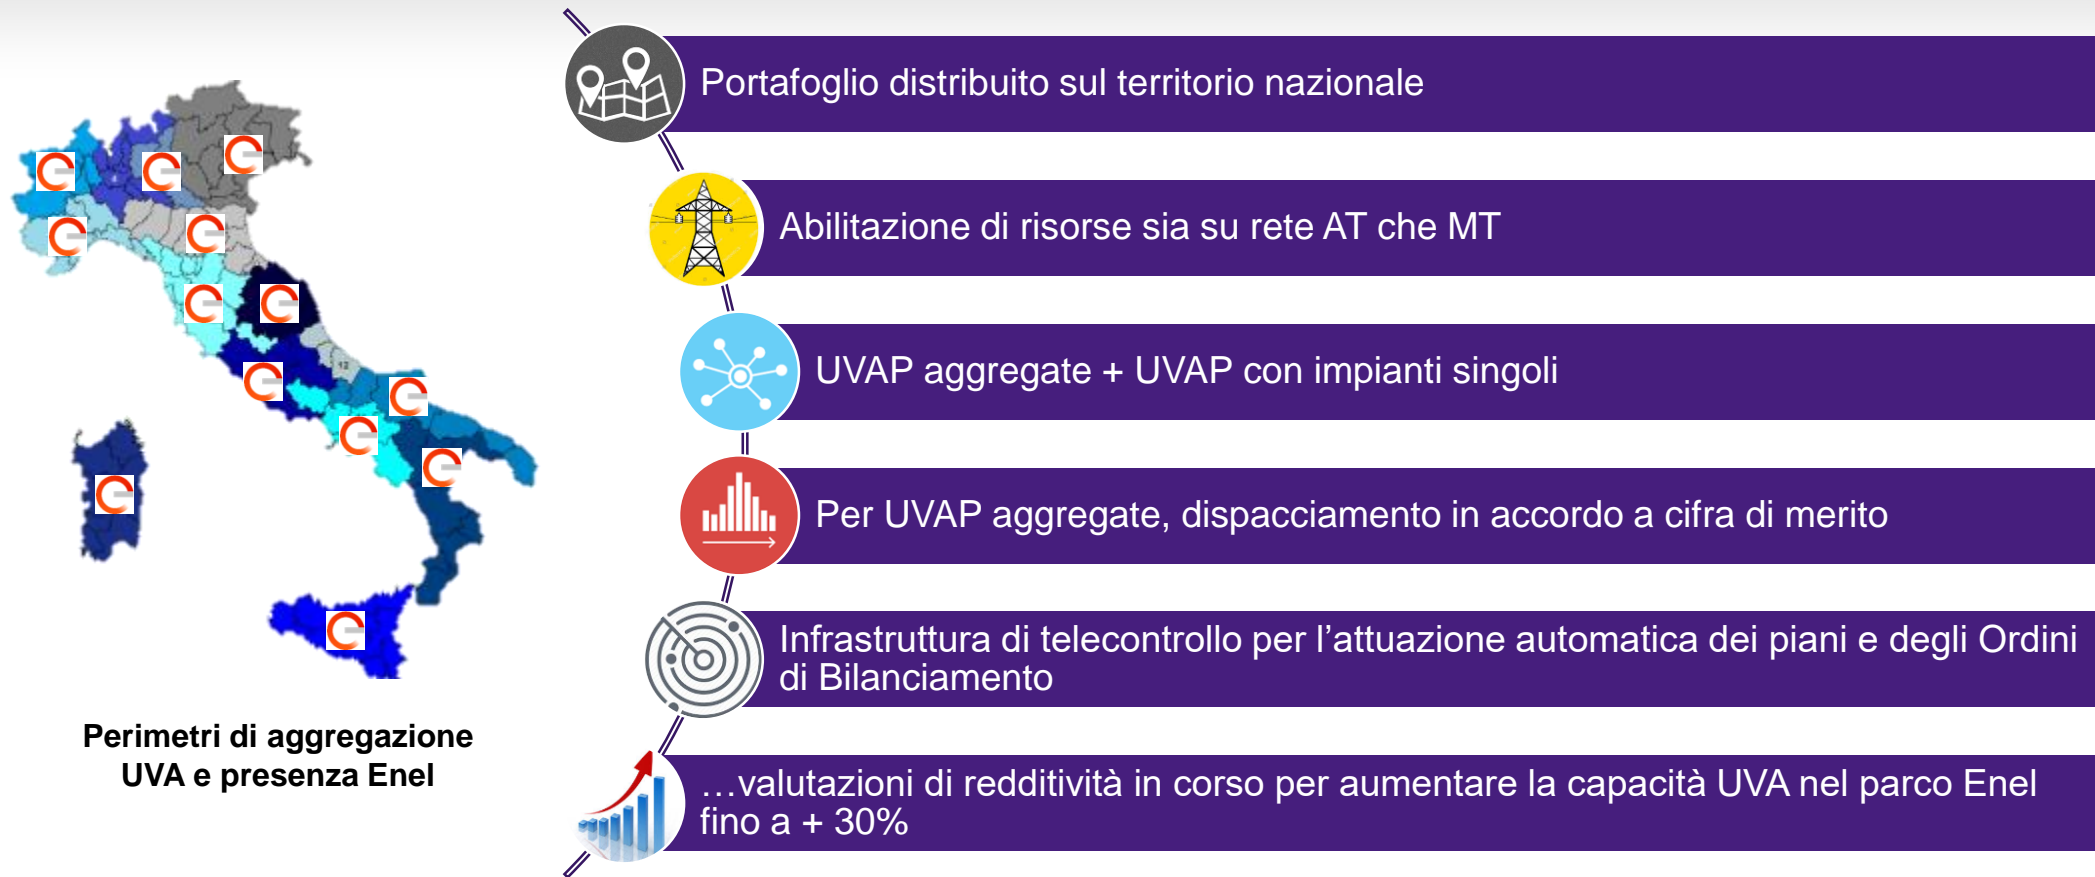 Portafoglio distribuito sul territorio nazionale
Abilitazione di risorse sia su rete AT che MT
UVAP aggregate + UVAP con impianti singoli
Per UVAP aggregate, dispacciamento in accordo a cifra di merito
Infrastruttura di telecontrollo per l’attuazione automatica dei piani e degli Ordini
di Bilanciamento
…valutazioni di redditività in corso per aumentare la capacità UVA nel parco Enel
fino a + 30%
12
Perimetri di aggregazione
UVA e presenza Enel